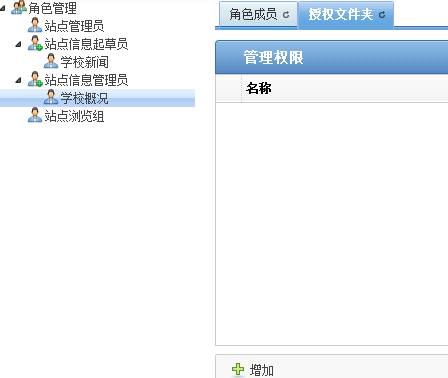 角色管理
站点管理员
站点信息起草员
学校新闻
站点信息管理员
学校概况
站点浏览组
角色成员
授权文件夹
管理权限
名称
增加